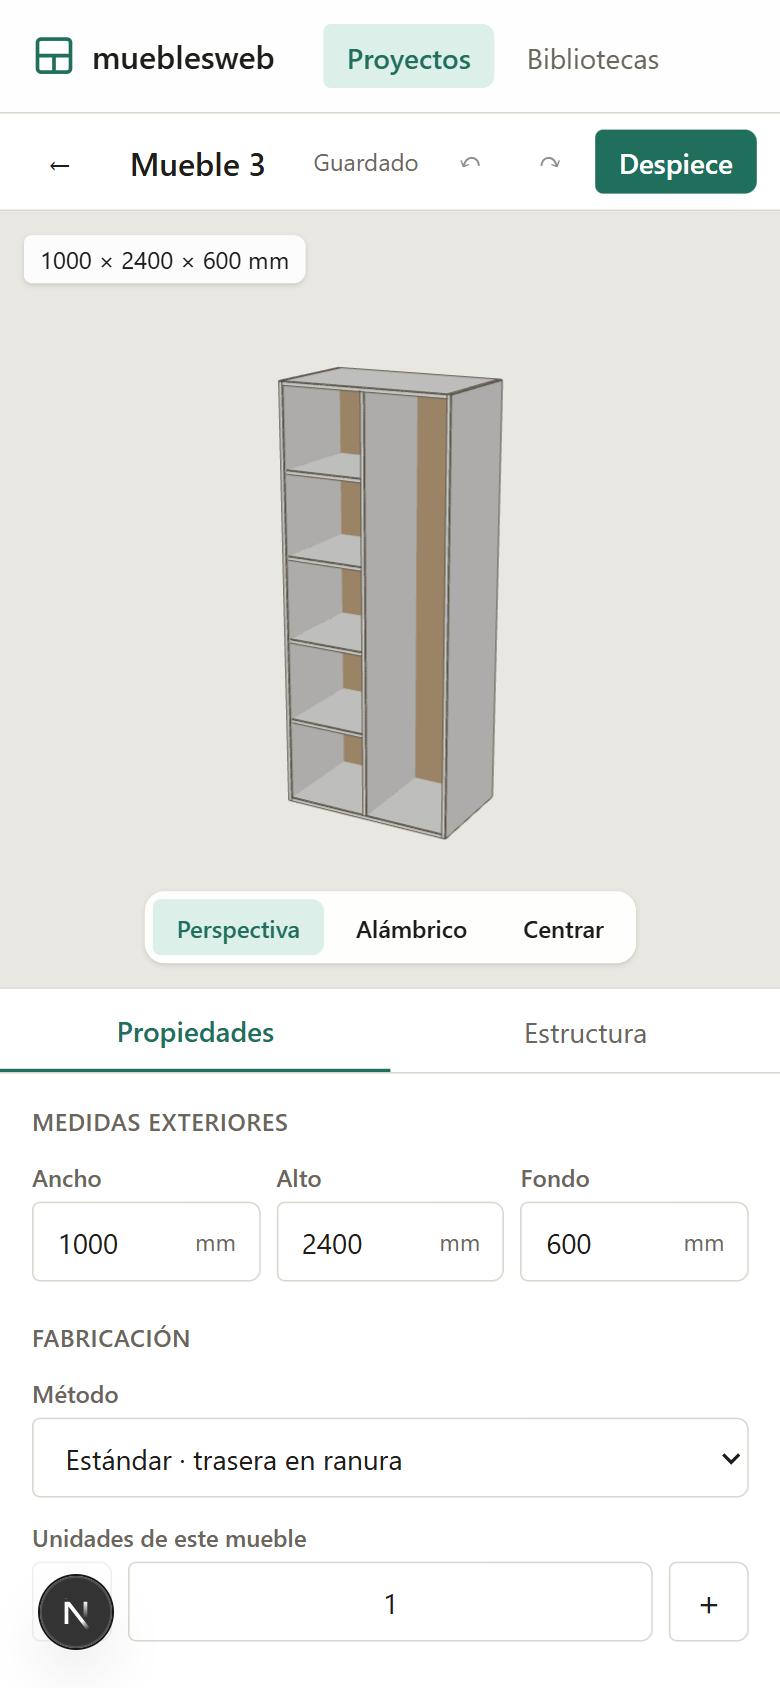 mueblesweb Proyectos Bibliotecas
← Mueble 3 Guardado Despiece
1000 × 2400 × 600 mm
Perspectiva Alámbrico Centrar
Propiedades Estructura
MEDIDAS EXTERIORES
Ancho Alto Fondo
1000 mm 2400 mm 600 mm
FABRICACIÓN
Método
Estándar · trasera en ranura
Unidades de este mueble
N 1 +